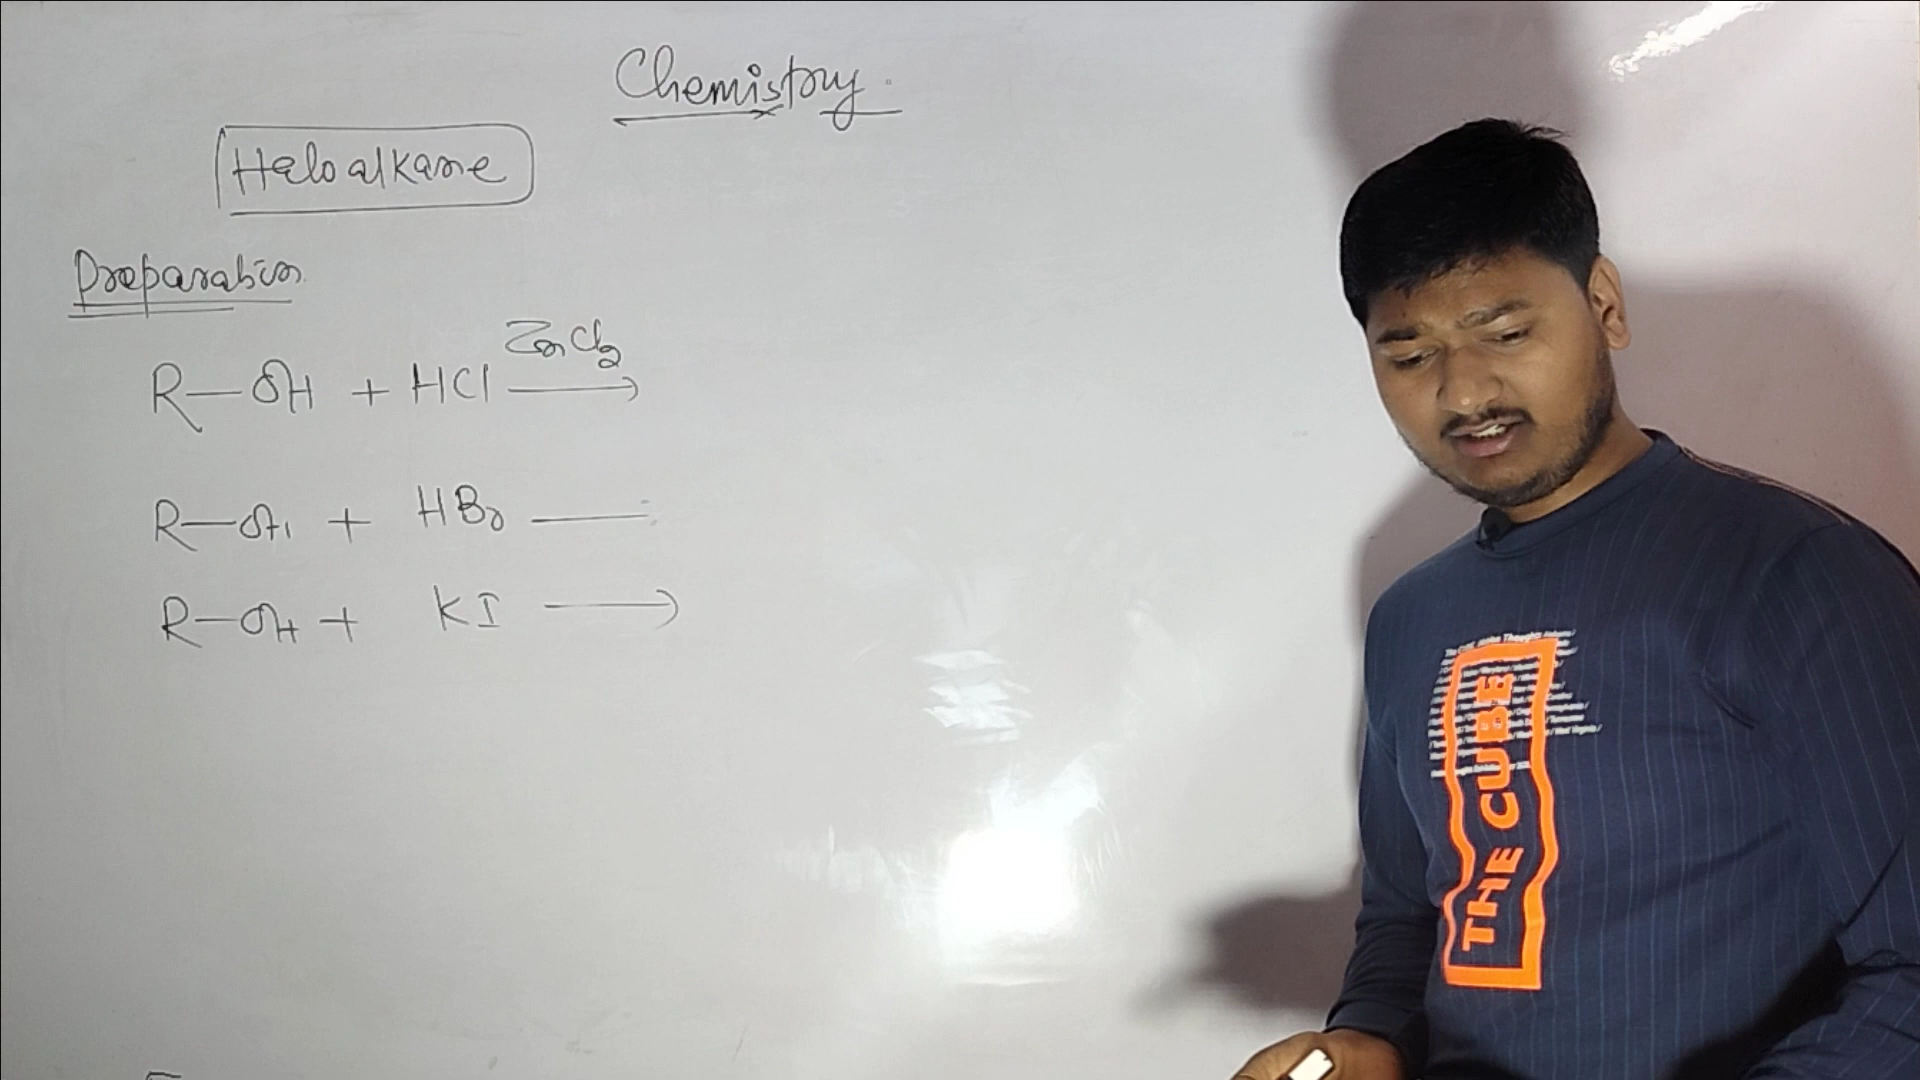 Chemistry
Haloalkane
Preparation
R—OH + HCl ZnCl2 →
R—OH + HBr —
R—OH + KI →
THE CUBE